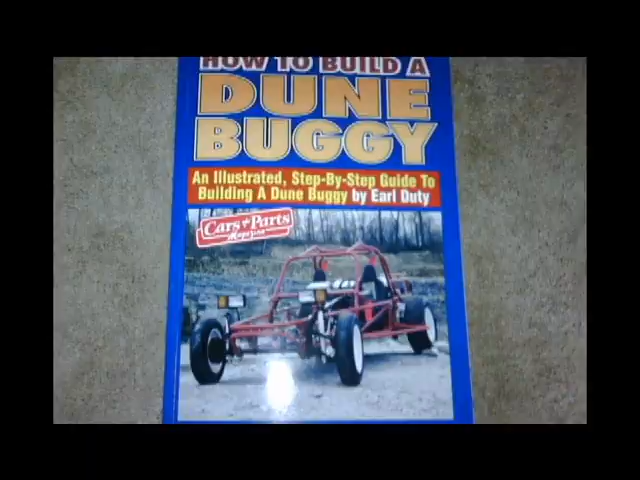 HOW TO BUILD A
DUNE
BUGGY
An Illustrated, Step-By-Step Guide To
Building A Dune Buggy by Earl Duty
Cars & Parts
Magazine